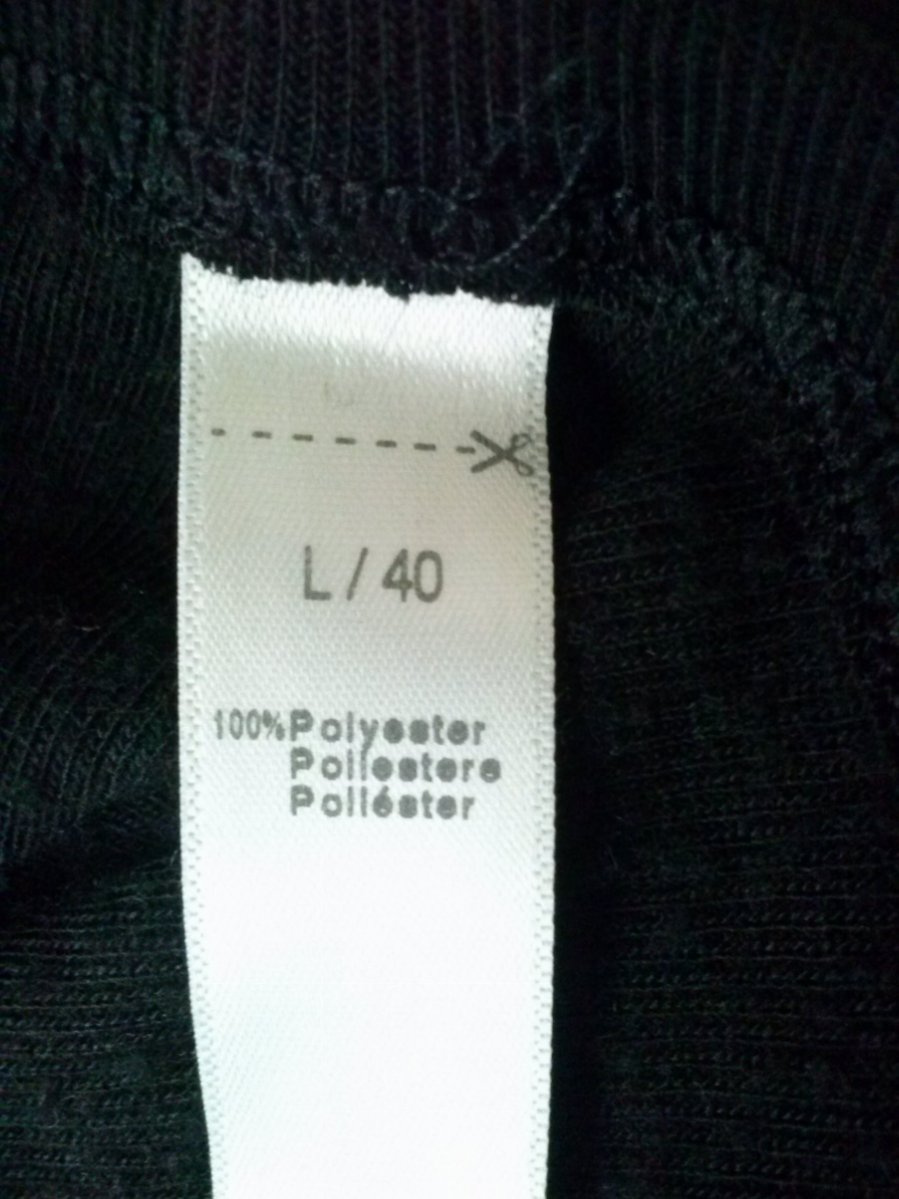 L / 40
100% Polyester
Poliestere
Poliéster